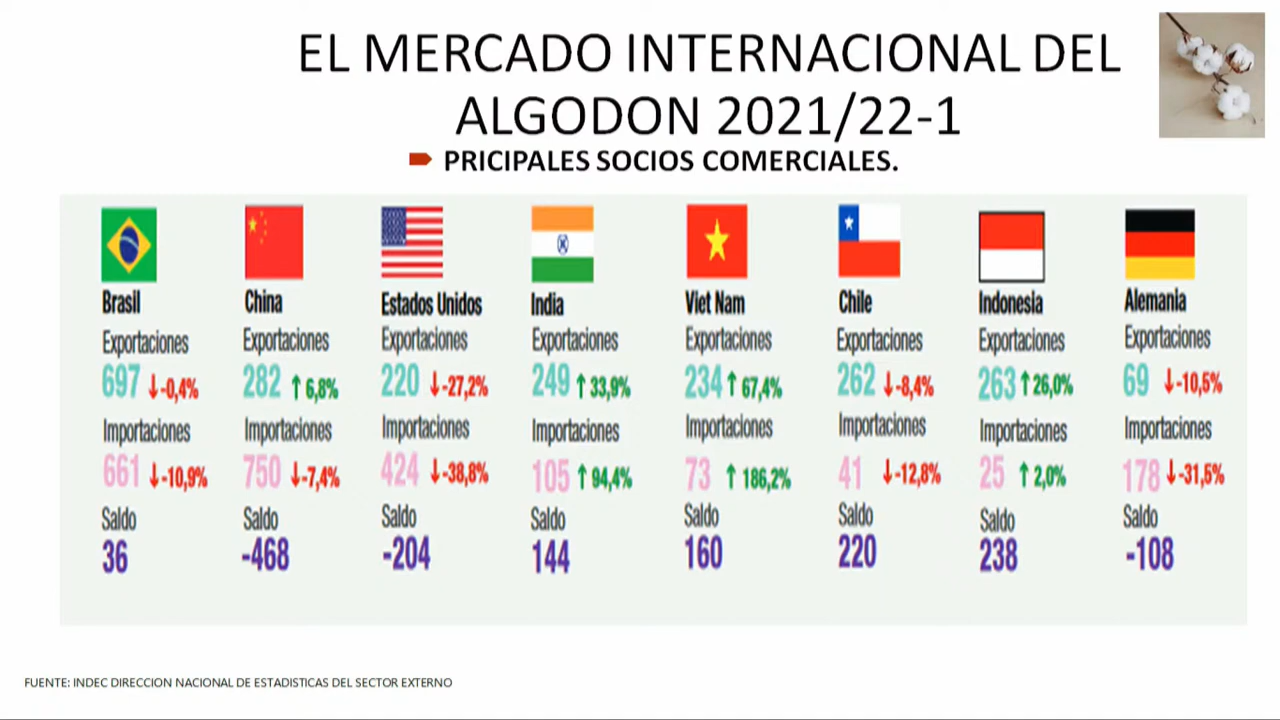 EL MERCADO INTERNACIONAL DEL
ALGODON 2021/22-1
PRICIPALES SOCIOS COMERCIALES.
Brasil China Estados Unidos India Viet Nam Chile Indonesia Alemania
Exportaciones Exportaciones Exportaciones Exportaciones Exportaciones Exportaciones Exportaciones Exportaciones
697 ↓-0,4% 282 ↑6,8% 220 ↓-27,2% 249 ↑33,9% 234 ↑67,4% 262 ↓-8,4% 263 ↑26,0% 69 ↓-10,5%
Importaciones Importaciones Importaciones Importaciones Importaciones Importaciones Importaciones Importaciones
661 ↓-10,9% 750 ↓-7,4% 424 ↓-38,8% 105 ↑94,4% 73 ↑186,2% 41 ↓-12,8% 25 ↑2,0% 178 ↓-31,5%
Saldo Saldo Saldo Saldo Saldo Saldo Saldo Saldo
36 -468 -204 144 160 220 238 -108
FUENTE: INDEC DIRECCION NACIONAL DE ESTADISTICAS DEL SECTOR EXTERNO